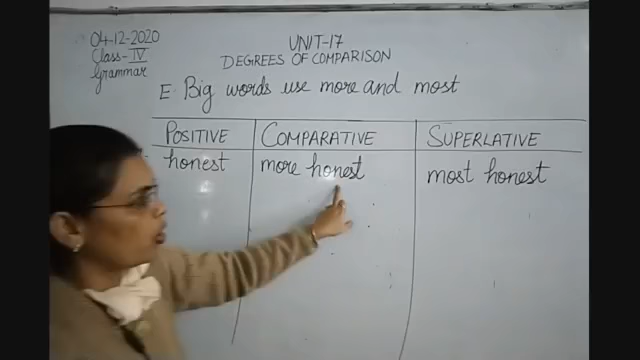 04-12-2020
Class-IV
Grammar
UNIT-17
DEGREES OF COMPARISON
E. Big words use more and most
POSITIVE COMPARATIVE SUPERLATIVE
honest more honest most honest